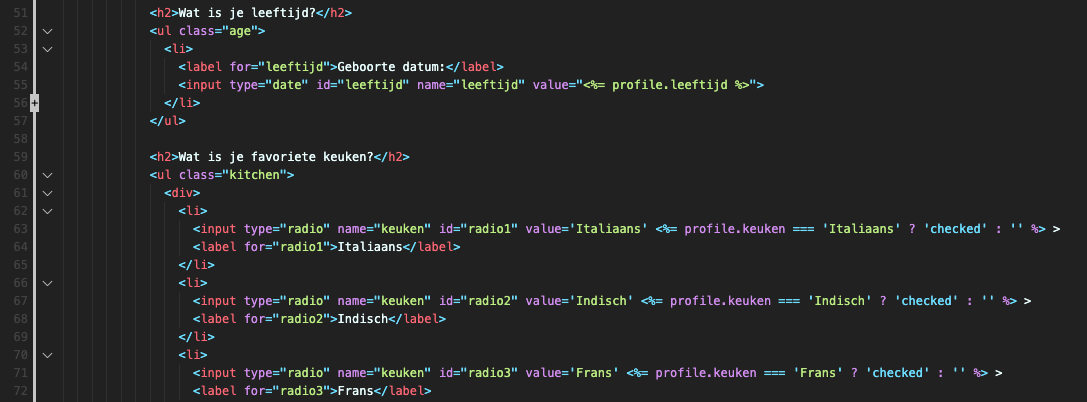 51 <h2>Wat is je leeftijd?</h2>
52 <ul class="age">
53 <li>
54 <label for="leeftijd">Geboorte datum:</label>
55 <input type="date" id="leeftijd" name="leeftijd" value="<%= profile.leeftijd %>">
56 </li>
57 </ul>
58
59 <h2>Wat is je favoriete keuken?</h2>
60 <ul class="kitchen">
61 <div>
62 <li>
63 <input type="radio" name="keuken" id="radio1" value='Italiaans' <%= profile.keuken === 'Italiaans' ? 'checked' : '' %> >
64 <label for="radio1">Italiaans</label>
65 </li>
66 <li>
67 <input type="radio" name="keuken" id="radio2" value='Indisch' <%= profile.keuken === 'Indisch' ? 'checked' : '' %> >
68 <label for="radio2">Indisch</label>
69 </li>
70 <li>
71 <input type="radio" name="keuken" id="radio3" value='Frans' <%= profile.keuken === 'Frans' ? 'checked' : '' %> >
72 <label for="radio3">Frans</label>